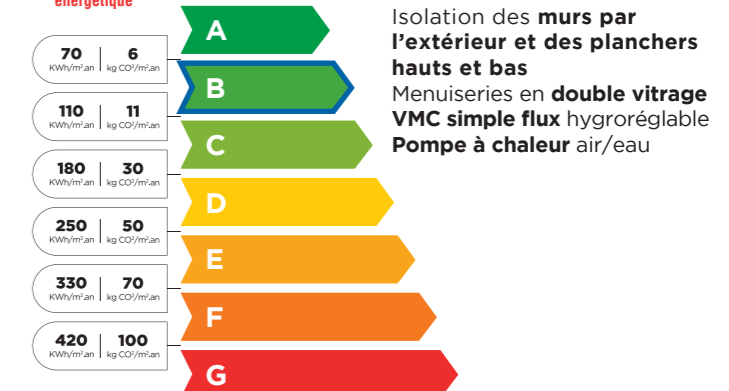 énergétique
A
70 6
KWh/m².an kg CO²/m².an
B
110 11
KWh/m².an kg CO²/m².an
C
180 30
KWh/m².an kg CO²/m².an
D
250 50
KWh/m².an kg CO²/m².an
E
330 70
KWh/m².an kg CO²/m².an
F
420 100
KWh/m².an kg CO²/m².an
G
Isolation des murs par
l'extérieur et des planchers
hauts et bas
Menuiseries en double vitrage
VMC simple flux hygroréglable
Pompe à chaleur air/eau